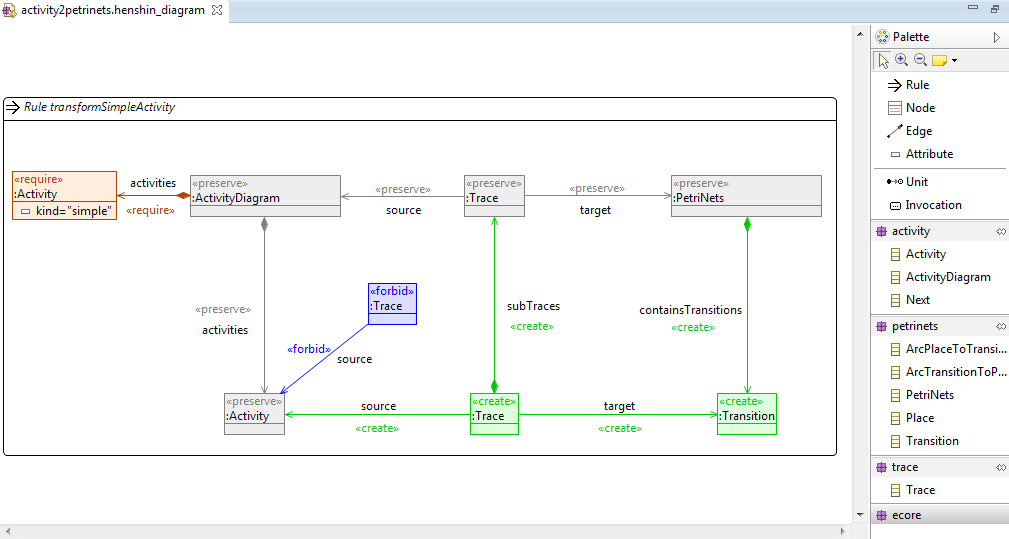 activity2petrinets.henshin_diagram
Rule transformSimpleActivity
«require»
:Activity
kind="simple"
activities
«require»
«preserve»
:ActivityDiagram
«preserve»
source
«preserve»
:Trace
«preserve»
target
«preserve»
:PetriNets
«preserve»
activities
«forbid»
:Trace
«forbid»
source
subTraces
«create»
containsTransitions
«create»
«preserve»
:Activity
source
«create»
«create»
:Trace
target
«create»
«create»
:Transition
Palette
Rule
Node
Edge
Attribute
Unit
Invocation
activity
Activity
ActivityDiagram
Next
petrinets
ArcPlaceToTransi...
ArcTransitionToP...
PetriNets
Place
Transition
trace
Trace
ecore